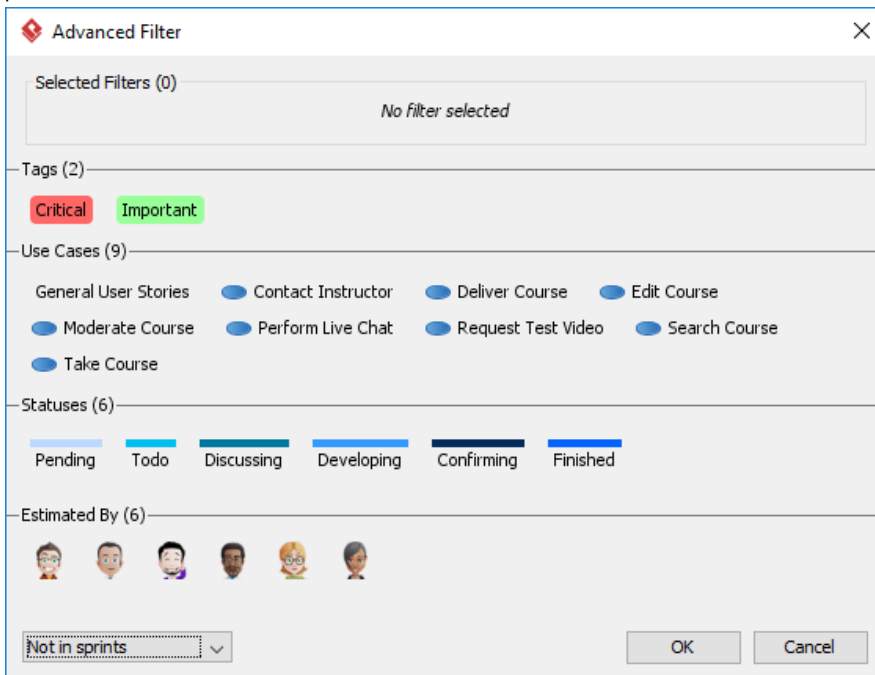 Advanced Filter
Selected Filters (0)
No filter selected
Tags (2)
Critical Important
Use Cases (9)
General User Stories Contact Instructor Deliver Course Edit Course
Moderate Course Perform Live Chat Request Test Video Search Course
Take Course
Statuses (6)
Pending Todo Discussing Developing Confirming Finished
Estimated By (6)
Not in sprints OK Cancel